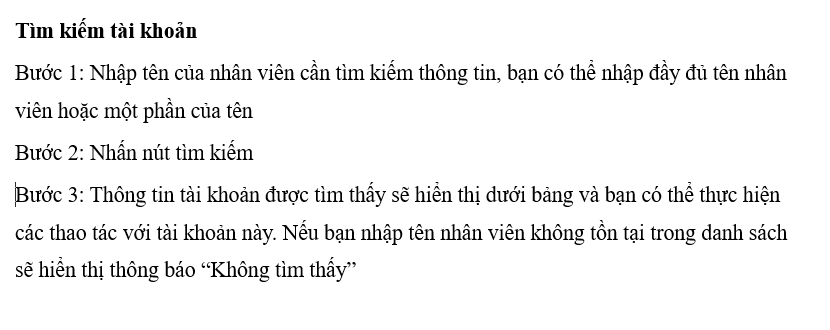 Tìm kiếm tài khoản
Bước 1: Nhập tên của nhân viên cần tìm kiếm thông tin, bạn có thể nhập đầy đủ tên nhân
viên hoặc một phần của tên
Bước 2: Nhấn nút tìm kiếm
Bước 3: Thông tin tài khoản được tìm thấy sẽ hiển thị dưới bảng và bạn có thể thực hiện
các thao tác với tài khoản này. Nếu bạn nhập tên nhân viên không tồn tại trong danh sách
sẽ hiển thị thông báo “Không tìm thấy”